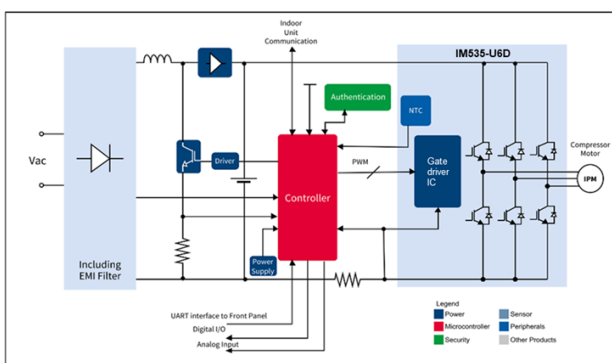 Indoor
Unit
Communication
IM535-U6D
Authentication
NTC
Compressor
Motor
Vac
Driver
PWM
Gate
driver
IC
Controller
IPM
Including
EMI Filter
Power
Supply
UART interface to Front Panel
Digital I/O
Analog Input
Legend
Power
Sensor
Microcontroller
Peripherals
Security
Other Products